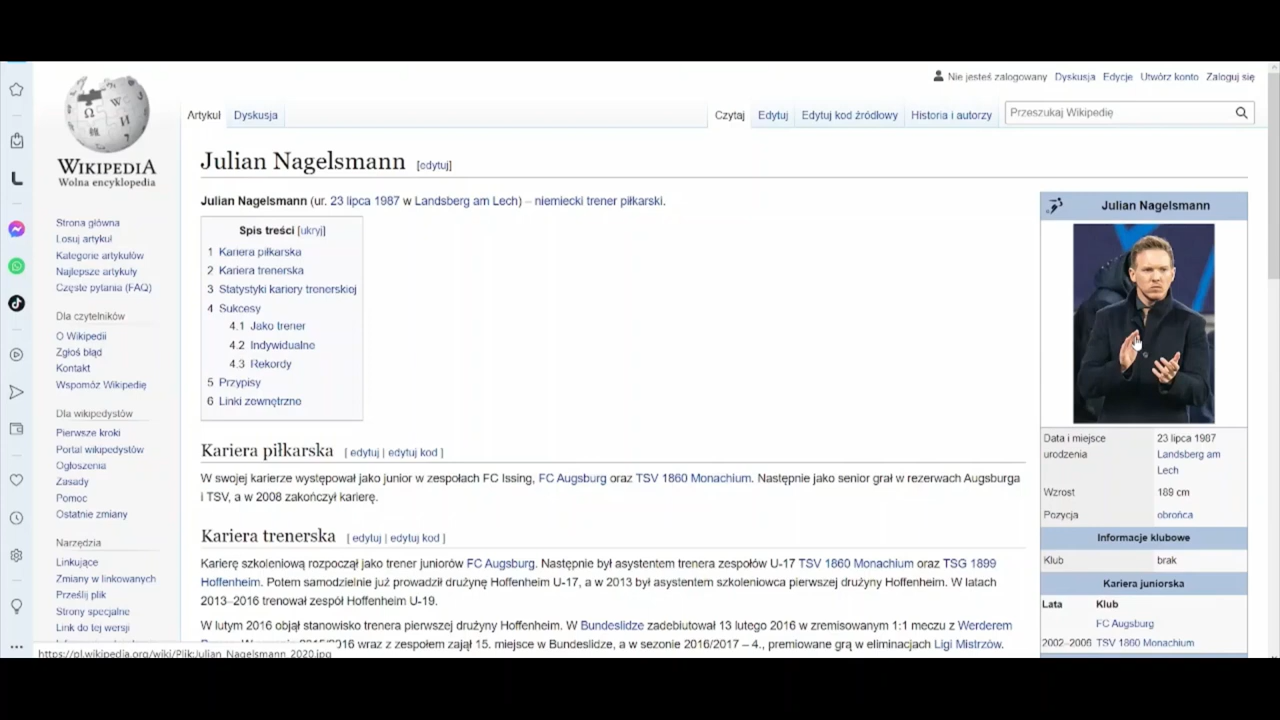 Nie jesteś zalogowany Dyskusja Edycje Utwórz konto Zaloguj się
Artykuł Dyskusja Czytaj Edytuj Edytuj kod źródłowy Historia i autorzy Przeszukaj Wikipedię
WIKIPEDIA
Wolna encyklopedia
Strona główna
Losuj artykuł
Kategorie artykułów
Najlepsze artykuły
Częste pytania (FAQ)
Dla czytelników
O Wikipedii
Zgłoś błąd
Kontakt
Wspomóż Wikipedię
Dla wikipedystów
Pierwsze kroki
Portal wikipedystów
Ogłoszenia
Zasady
Pomoc
Ostatnie zmiany
Narzędzia
Linkujące
Zmiany w linkowanych
Prześlij plik
Strony specjalne
Link do tej wersji
Julian Nagelsmann [edytuj]
Julian Nagelsmann (ur. 23 lipca 1987 w Landsberg am Lech) – niemiecki trener piłkarski.
Spis treści [ukryj]
1 Kariera piłkarska
2 Kariera trenerska
3 Statystyki kariery trenerskiej
4 Sukcesy
4.1 Jako trener
4.2 Indywidualne
4.3 Rekordy
5 Przypisy
6 Linki zewnętrzne
Kariera piłkarska [ edytuj | edytuj kod ]
W swojej karierze występował jako junior w zespołach FC Issing, FC Augsburg oraz TSV 1860 Monachium. Następnie jako senior grał w rezerwach Augsburga
i TSV, a w 2008 zakończył karierę.
Kariera trenerska [ edytuj | edytuj kod ]
Karierę szkoleniową rozpoczął jako trener juniorów FC Augsburg. Następnie był asystentem trenera zespołów U-17 TSV 1860 Monachium oraz TSG 1899
Hoffenheim. Potem samodzielnie już prowadził drużynę Hoffenheim U-17, a w 2013 był asystentem szkoleniowca pierwszej drużyny Hoffenheim. W latach
2013–2016 trenował zespół Hoffenheim U-19.
W lutym 2016 objął stanowisko trenera pierwszej drużyny Hoffenheim. W Bundeslidze zadebiutował 13 lutego 2016 w zremisowanym 1:1 meczu z Werderem
wraz z zespołem zajął 15. miejsce w Bundeslidze, a w sezonie 2016/2017 – 4., premiowane grą w eliminacjach Ligi Mistrzów.
Julian Nagelsmann
Data i miejsce urodzenia 23 lipca 1987
Landsberg am
Lech
Wzrost 189 cm
Pozycja obrońca
Informacje klubowe
Klub brak
Kariera juniorska
Lata Klub
FC Augsburg
2002–2006 TSV 1860 Monachium
https://pl.wikipedia.org/wiki/Plik:Julian_Nagelsmann_2020.jpg